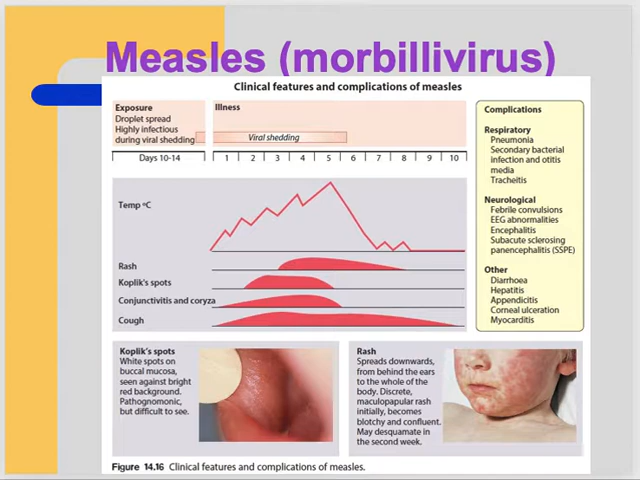 Measles (morbillivirus)
Clinical features and complications of measles
Exposure
Droplet spread
Highly infectious
during viral shedding
Illness
Viral shedding
Days 10-14
1 2 3 4 5 6 7 8 9 10
Temp ºC
Rash
Koplik's spots
Conjunctivitis and coryza
Cough
Complications
Respiratory
Pneumonia
Secondary bacterial
infection and otitis
media
Tracheitis
Neurological
Febrile convulsions
EEG abnormalities
Encephalitis
Subacute sclerosing
panencephalitis (SSPE)
Other
Diarrhoea
Hepatitis
Appendicitis
Corneal ulceration
Myocarditis
Koplik's spots
White spots on
buccal mucosa,
seen against bright
red background.
Pathognomonic,
but difficult to see.
Rash
Spreads downwards,
from behind the ears
to the whole of the
body. Discrete,
maculopapular rash
initially, becomes
blotchy and confluent.
May desquamate in
the second week.
Figure 14.16 Clinical features and complications of measles.